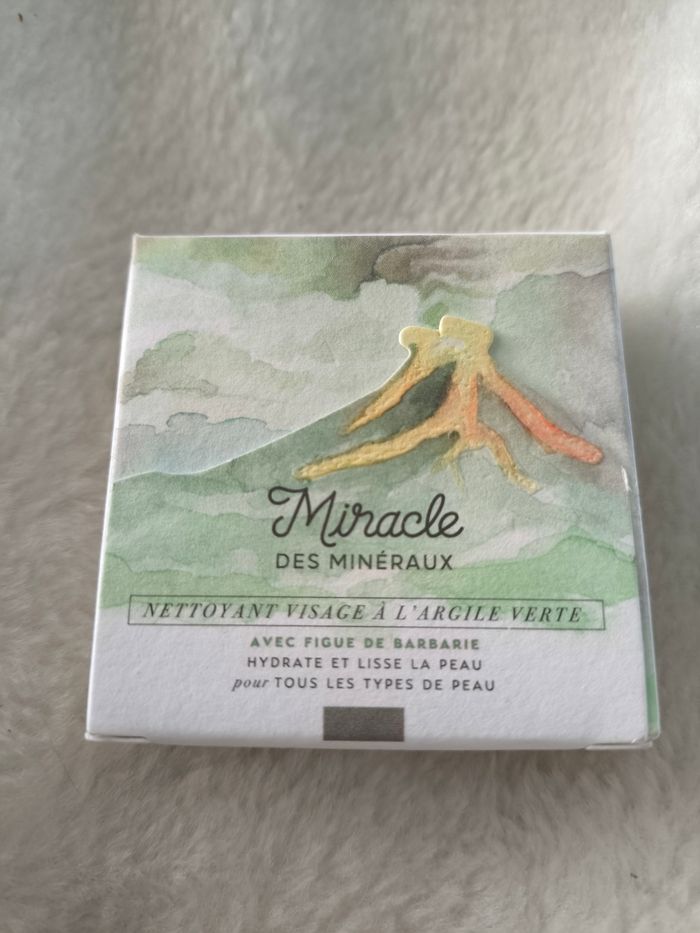 Miracle
DES MINÉRAUX
NETTOYANT VISAGE À L'ARGILE VERTE
AVEC FIGUE DE BARBARIE
HYDRATE ET LISSE LA PEAU
pour TOUS LES TYPES DE PEAU